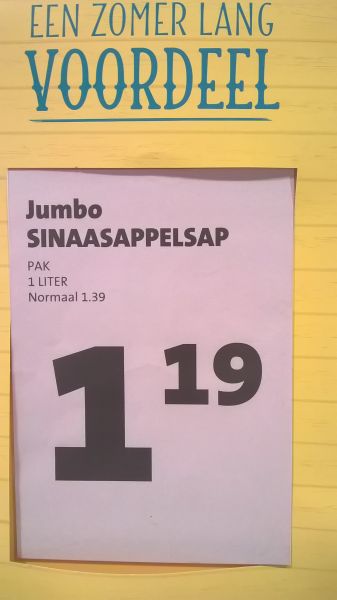 EEN ZOMER LANG
VOORDEEL
Jumbo
SINAASAPPELSAP
PAK
1 LITER
Normaal 1.39
1 19